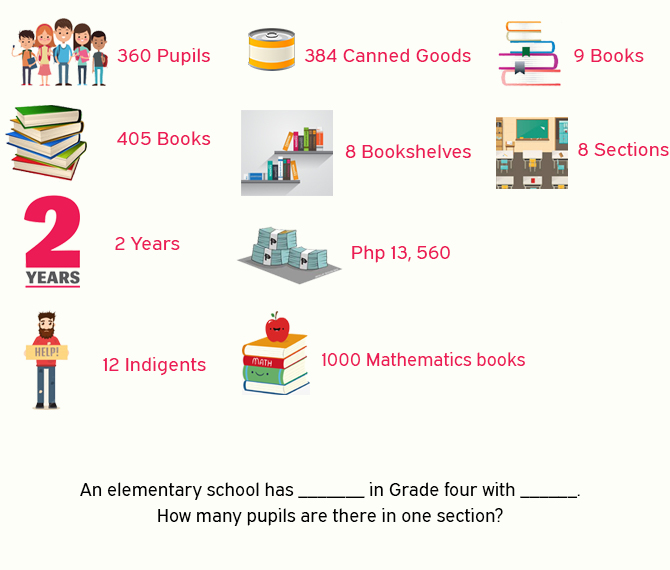 360 Pupils
384 Canned Goods
9 Books
405 Books
8 Bookshelves
8 Sections
2
YEARS
2 Years
Php 13, 560
HELP!
12 Indigents
MATH
1000 Mathematics books
An elementary school has _______ in Grade four with ______.
How many pupils are there in one section?